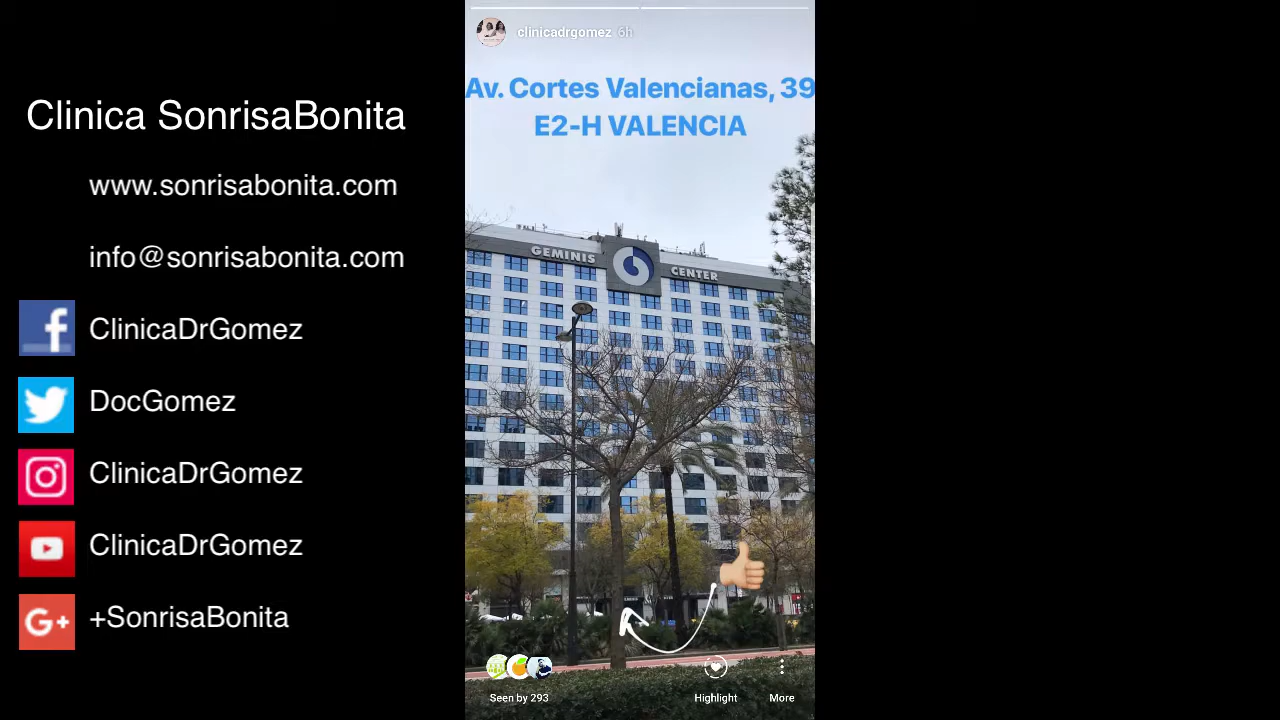 Clinica SonrisaBonita
www.sonrisabonita.com
info@sonrisabonita.com
ClinicaDrGomez
DocGomez
ClinicaDrGomez
ClinicaDrGomez
G+ +SonrisaBonita
clinicadrgomez 6h
Av. Cortes Valencianas, 39
E2-H VALENCIA
GEMINIS CENTER
Seen by 293
Highlight
More